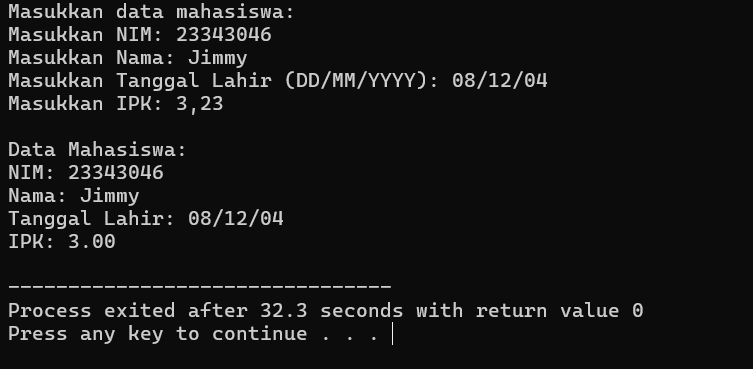 Masukkan data mahasiswa:
Masukkan NIM: 23343046
Masukkan Nama: Jimmy
Masukkan Tanggal Lahir (DD/MM/YYYY): 08/12/04
Masukkan IPK: 3,23
Data Mahasiswa:
NIM: 23343046
Nama: Jimmy
Tanggal Lahir: 08/12/04
IPK: 3.00
--------------------------------
Process exited after 32.3 seconds with return value 0
Press any key to continue . . .